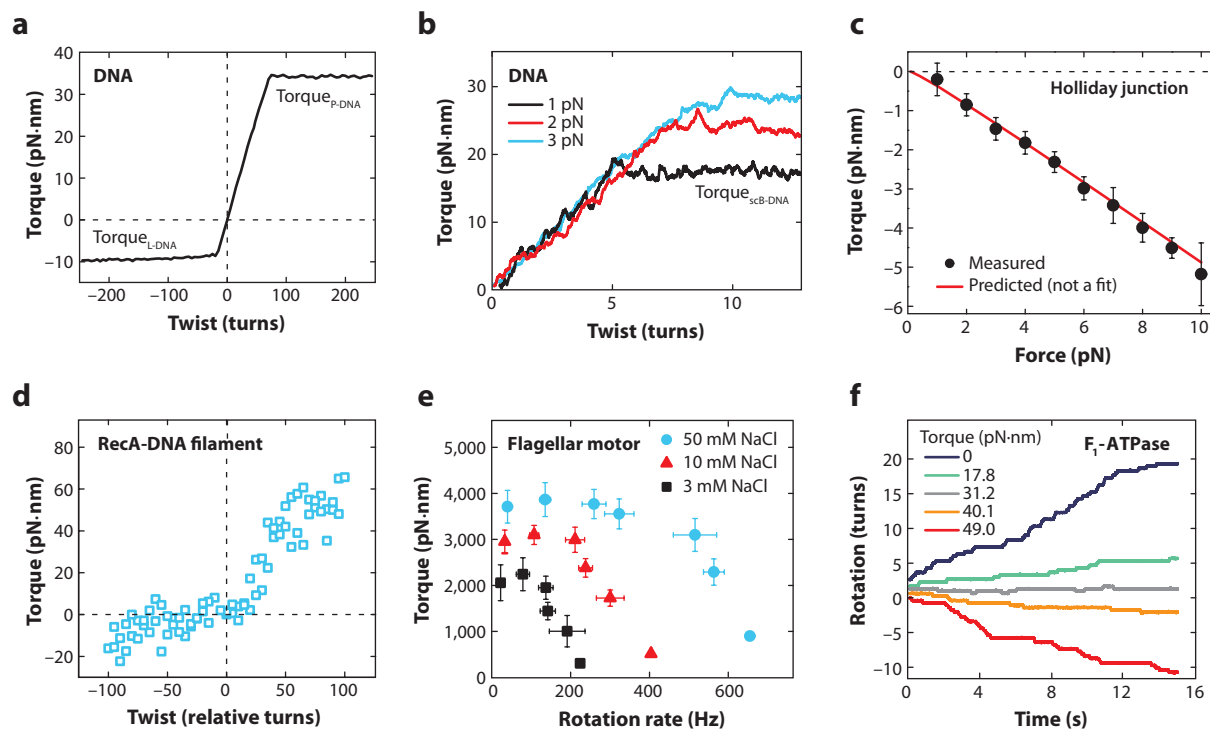 a
DNA
Torque (pN·nm)
40
30
20
10
0
−10
Torque_P-DNA
Torque_L-DNA
−200
−100
0
100
200
Twist (turns)
b
DNA
1 pN
2 pN
3 pN
Torque (pN·nm)
30
20
10
0
Torque_scB-DNA
0
5
10
Twist (turns)
c
Holliday junction
Torque (pN·nm)
0
−1
−2
−3
−4
−5
−6
Measured
Predicted (not a fit)
0
2
4
6
8
10
Force (pN)
d
RecA-DNA filament
Torque (pN·nm)
80
60
40
20
0
−20
−100
−50
0
50
100
Twist (relative turns)
e
Flagellar motor
50 mM NaCl
10 mM NaCl
3 mM NaCl
Torque (pN·nm)
5,000
4,000
3,000
2,000
1,000
0
0
200
400
600
Rotation rate (Hz)
f
Torque (pN·nm)
F1-ATPase
0
17.8
31.2
40.1
49.0
Rotation (turns)
20
15
10
5
0
−5
−10
0
4
8
12
16
Time (s)